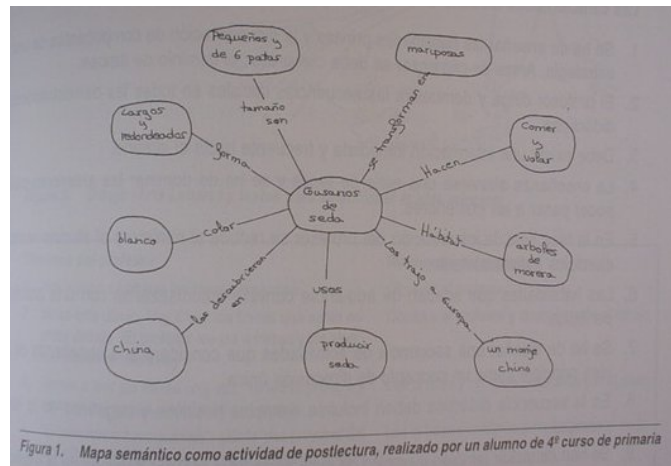 Pequeños y
de 6 patas
mariposas
tamaño
son
se transforman en
Largos
y
redondeados
forma
Comer
y
volar
Hacen
Gusanos
de
seda
blanco
color
Hábitat
árboles
de
morera
los descubrieron
en
usos
Los trajo a Europa
china
producir
seda
un monje
chino
Figura 1. Mapa semántico como actividad de postlectura, realizado por un alumno de 4º curso de primaria